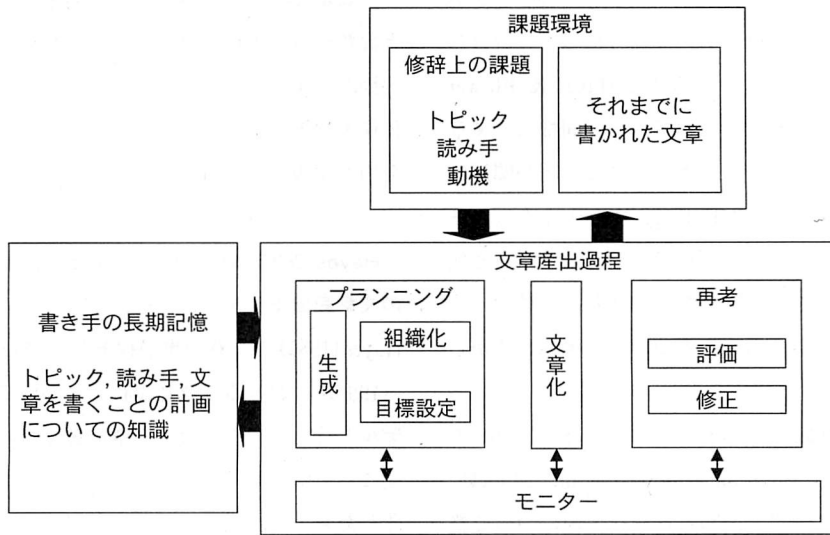 課題環境
修辞上の課題
トピック
読み手
動機
それまでに
書かれた文章
書き手の長期記憶
トピック, 読み手, 文
章を書くことの計画
についての知識
文章産出過程
プランニング
生成
組織化
目標設定
文章化
再考
評価
修正
モニター